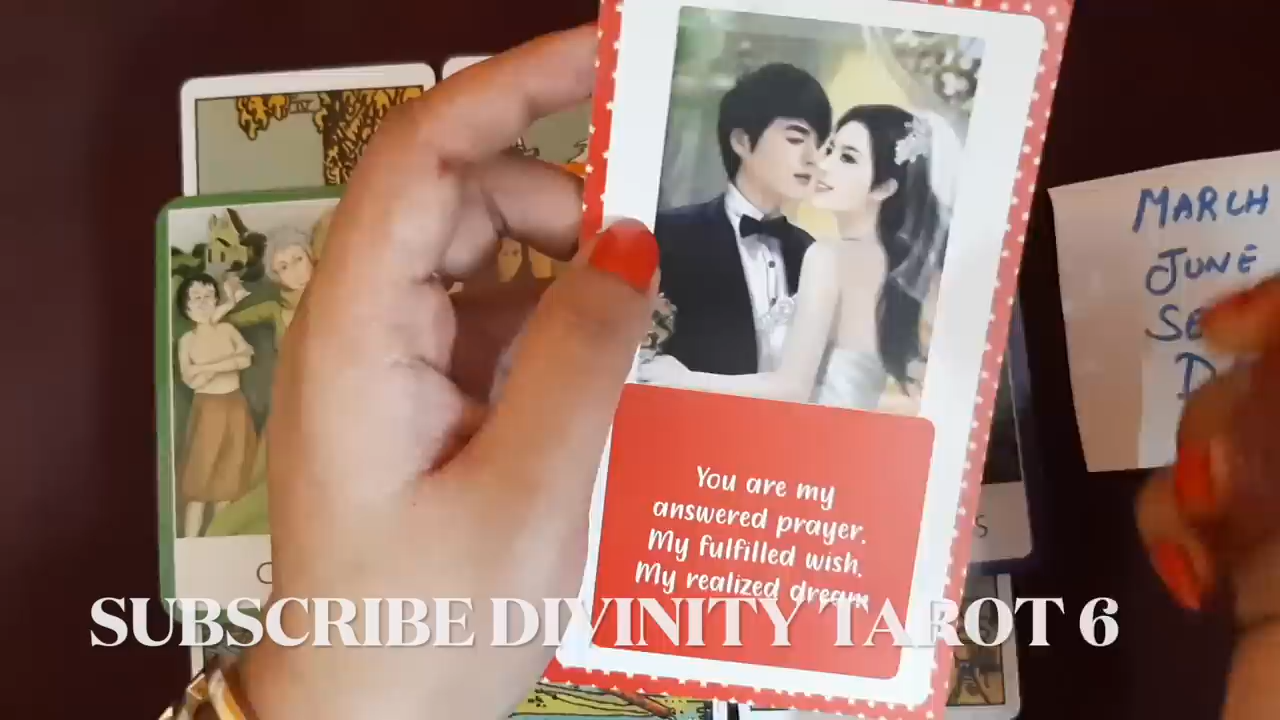 MARCH
JUNE
You are my
answered prayer.
My fulfilled wish.
My realized dream
SUBSCRIBE DIVINITY TAROT 6